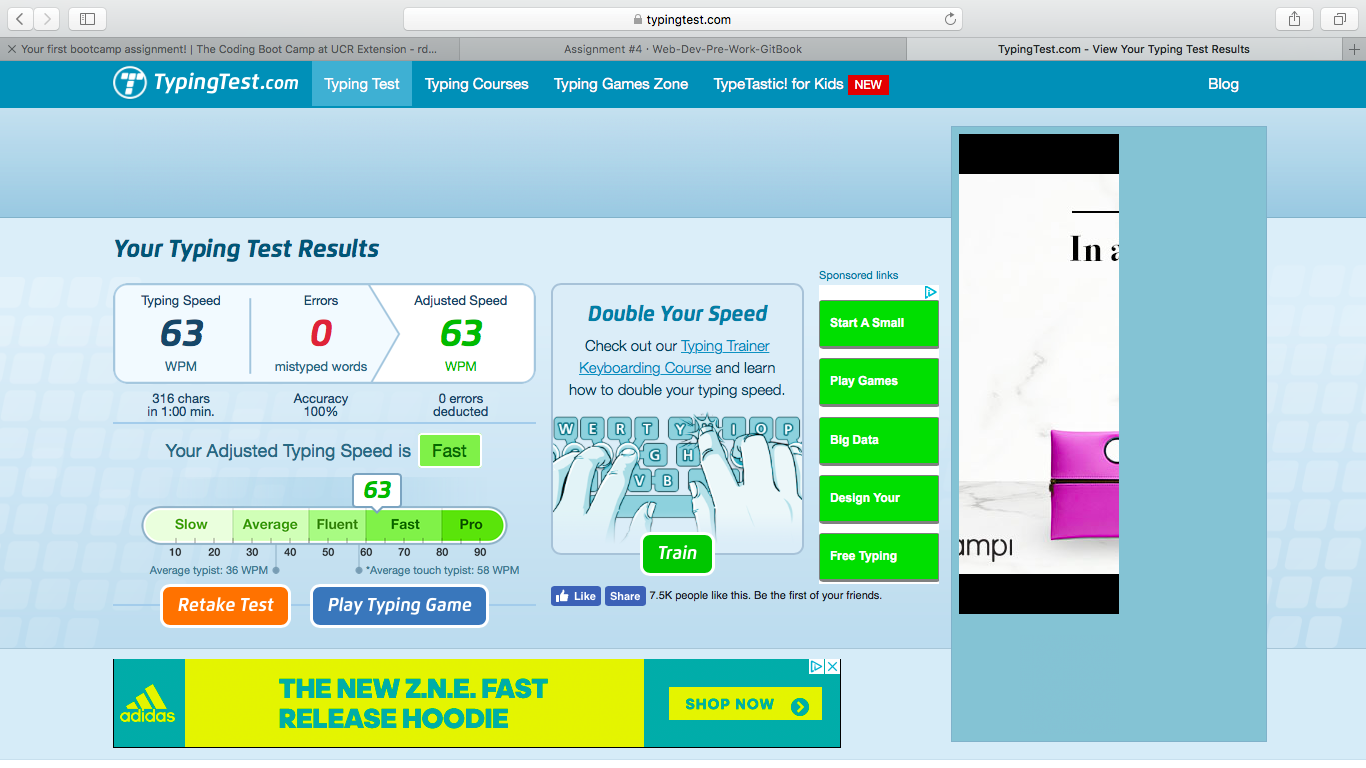 typingtest.com
Your first bootcamp assignment! | The Coding Boot Camp at UCR Extension - rd...
Assignment #4 · Web-Dev-Pre-Work-GitBook
TypingTest.com - View Your Typing Test Results
TypingTest.com
Typing Test
Typing Courses
Typing Games Zone
TypeTastic! for Kids NEW
Blog
Your Typing Test Results
Typing Speed
63
WPM
Errors
0
mistyped words
Adjusted Speed
63
WPM
316 chars
in 1:00 min.
Accuracy
100%
0 errors
deducted
Your Adjusted Typing Speed is Fast
63
Slow Average Fluent Fast Pro
10 20 30 40 50 60 70 80 90
Average typist: 36 WPM
*Average touch typist: 58 WPM
Retake Test
Play Typing Game
Double Your Speed
Check out our Typing Trainer
Keyboarding Course and learn
how to double your typing speed.
W E R T Y I O P
G H
V B
Train
Like Share 7.5K people like this. Be the first of your friends.
Sponsored links
Start A Small
Play Games
Big Data
Design Your
Free Typing
In a
ampi
adidas
THE NEW Z.N.E. FAST
RELEASE HOODIE
SHOP NOW